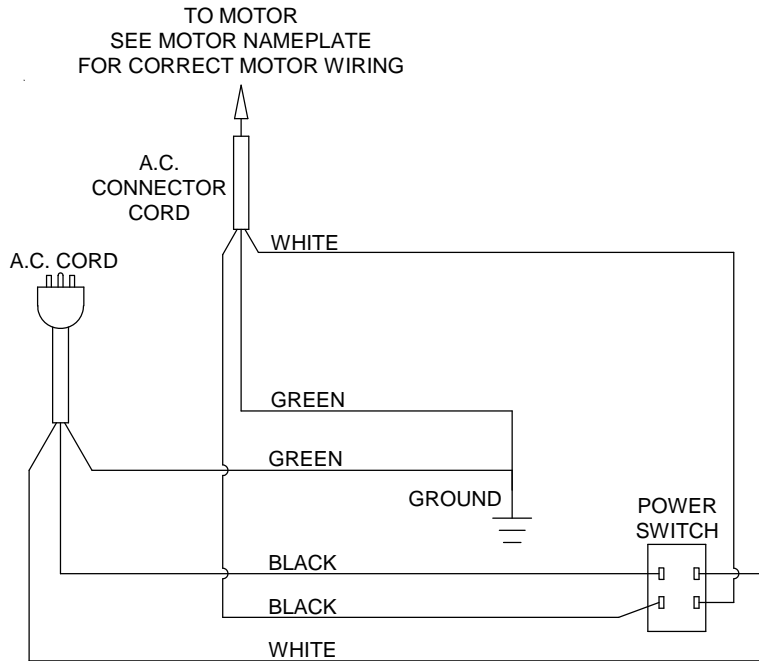 TO MOTOR
SEE MOTOR NAMEPLATE
FOR CORRECT MOTOR WIRING
A.C.
CONNECTOR
CORD
WHITE
A.C. CORD
GREEN
GREEN
GROUND
POWER
SWITCH
BLACK
BLACK
WHITE